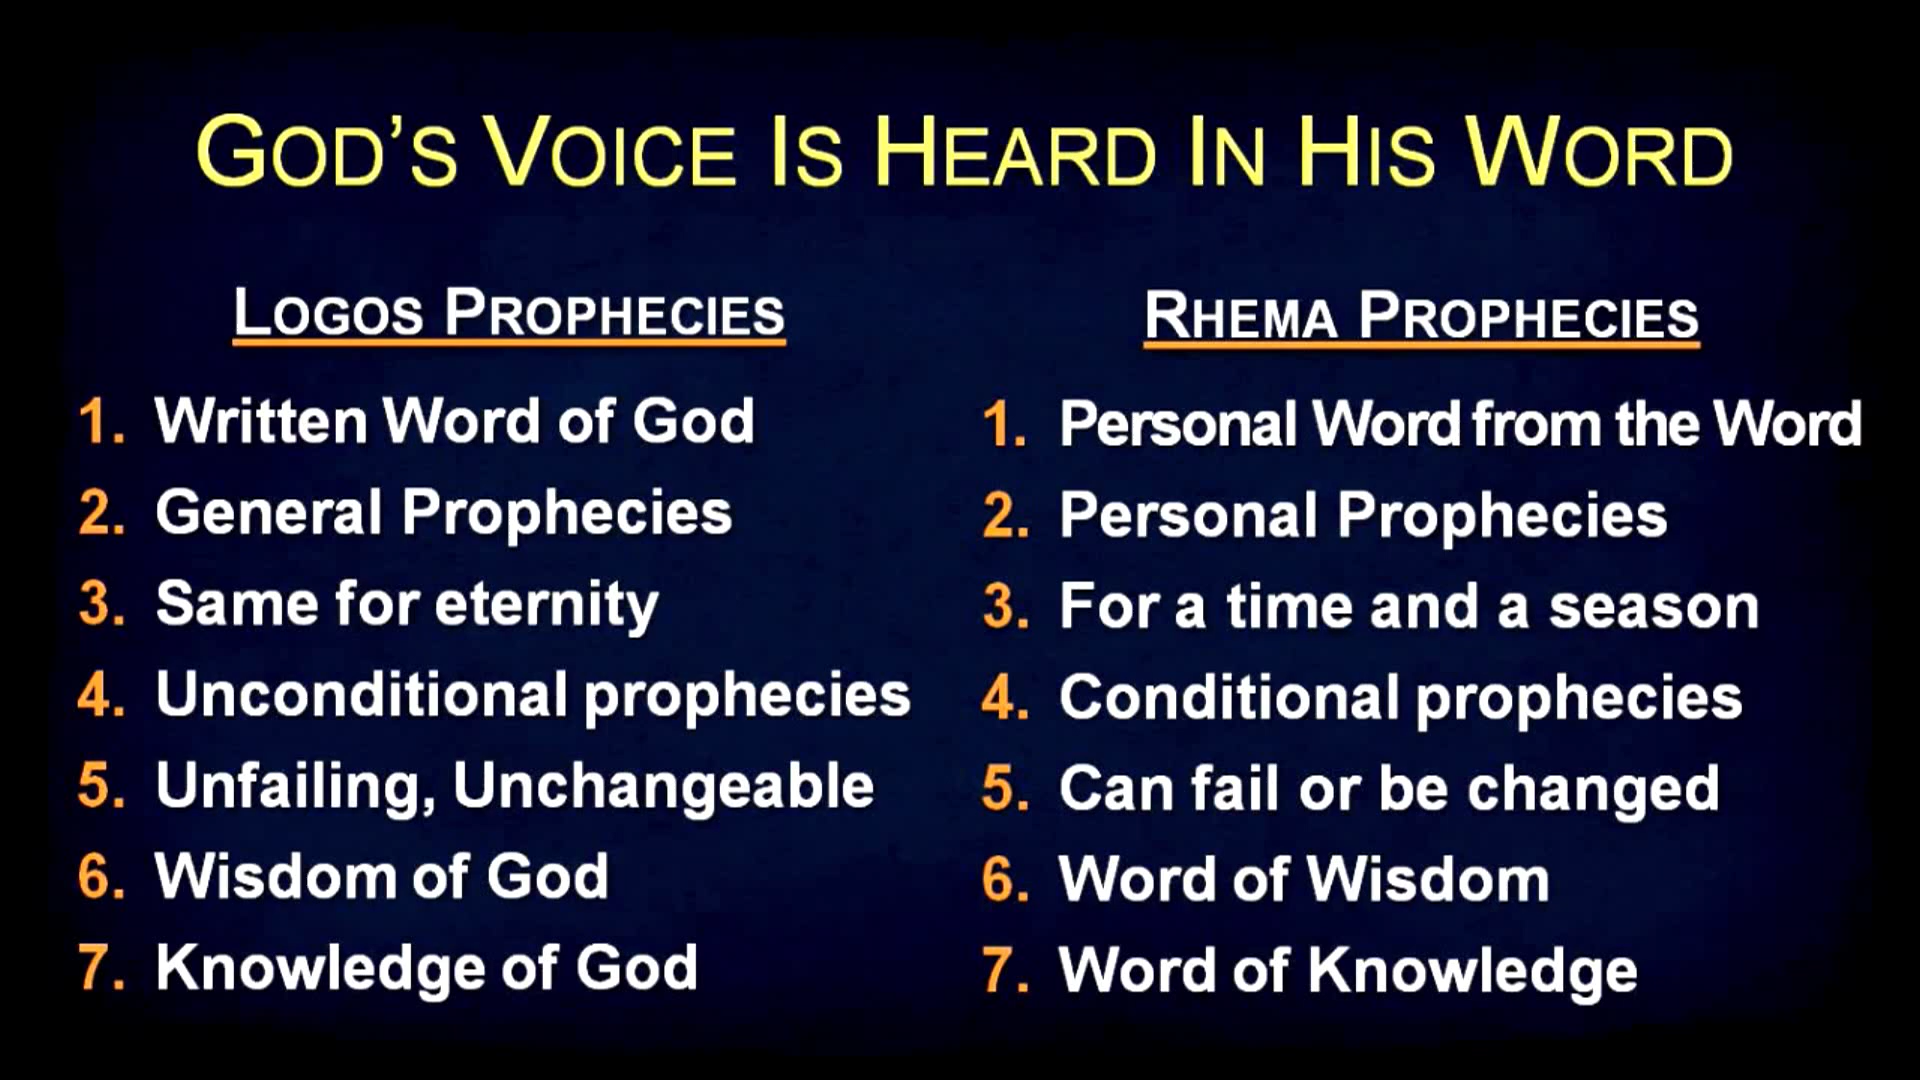 GOD'S VOICE IS HEARD IN HIS WORD
LOGOS PROPHECIES
1. Written Word of God
2. General Prophecies
3. Same for eternity
4. Unconditional prophecies
5. Unfailing, Unchangeable
6. Wisdom of God
7. Knowledge of God
RHEMA PROPHECIES
1. Personal Word from the Word
2. Personal Prophecies
3. For a time and a season
4. Conditional prophecies
5. Can fail or be changed
6. Word of Wisdom
7. Word of Knowledge